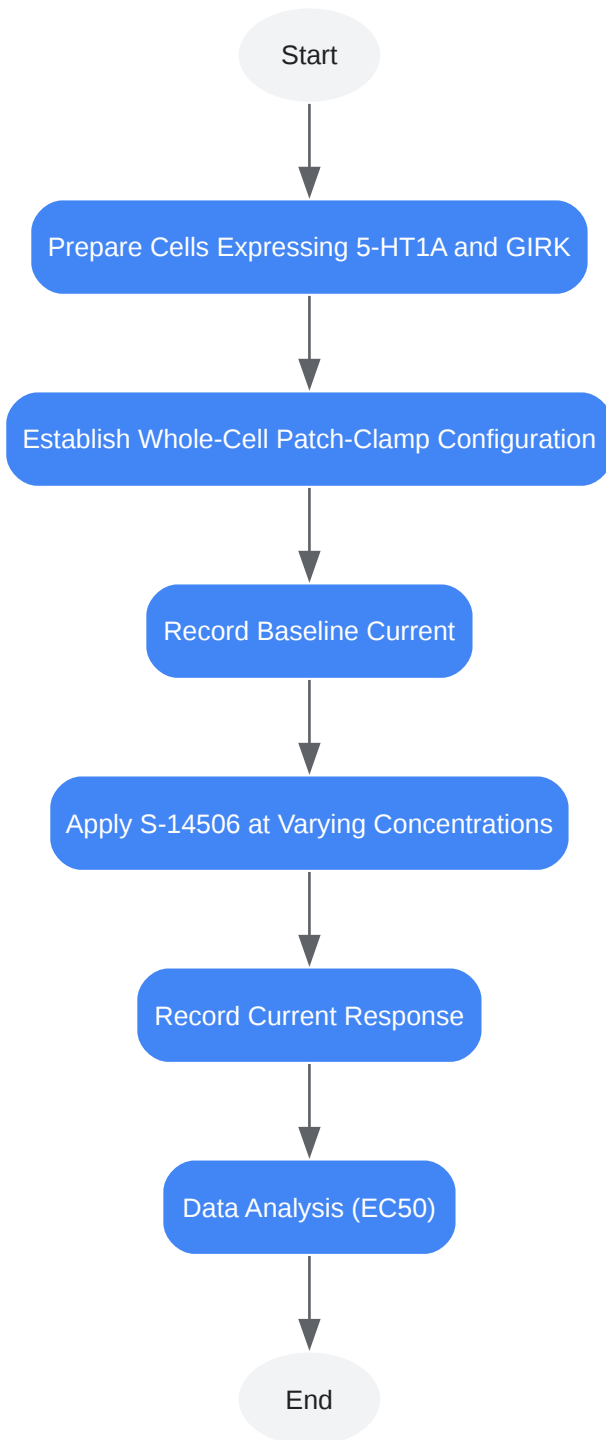 Start
Prepare Cells Expressing 5-HT1A and GIRK
Establish Whole-Cell Patch-Clamp Configuration
Record Baseline Current
Apply S-14506 at Varying Concentrations
Record Current Response
Data Analysis (EC50)
End